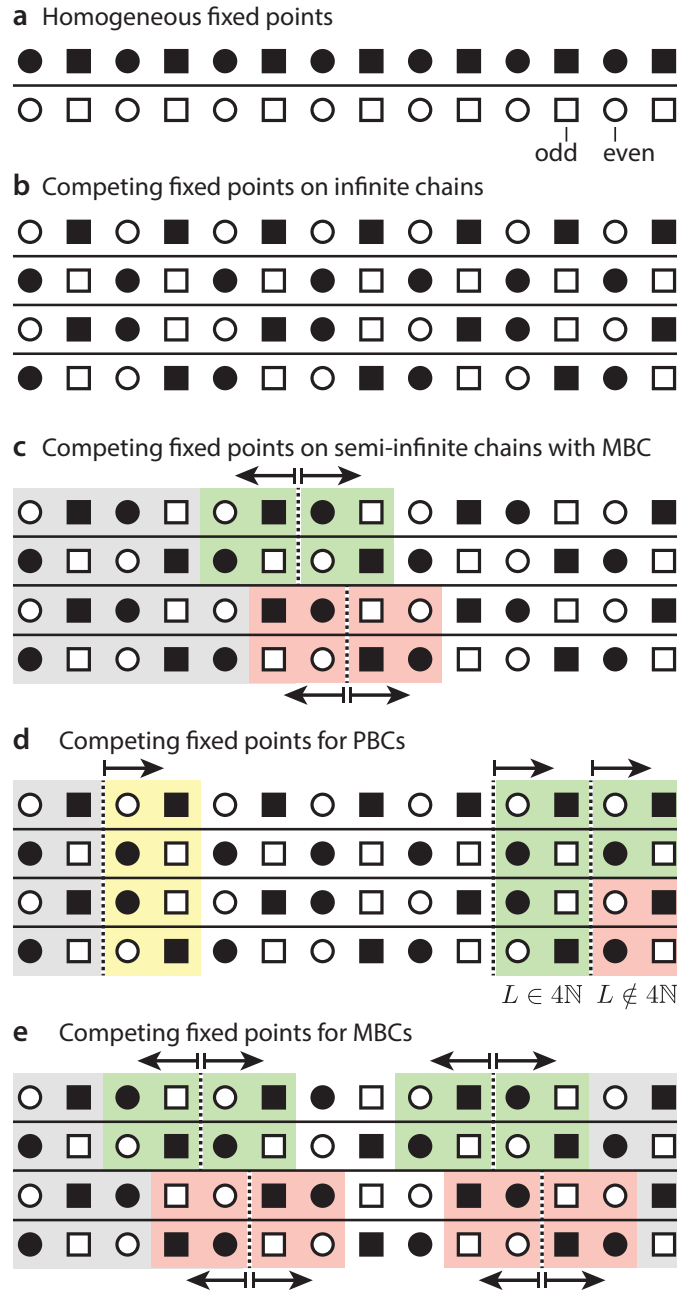 a Homogeneous fixed points
odd even
b Competing fixed points on infinite chains
c Competing fixed points on semi-infinite chains with MBC
d Competing fixed points for PBCs
L ∈ 4ℕ L ∉ 4ℕ
e Competing fixed points for MBCs